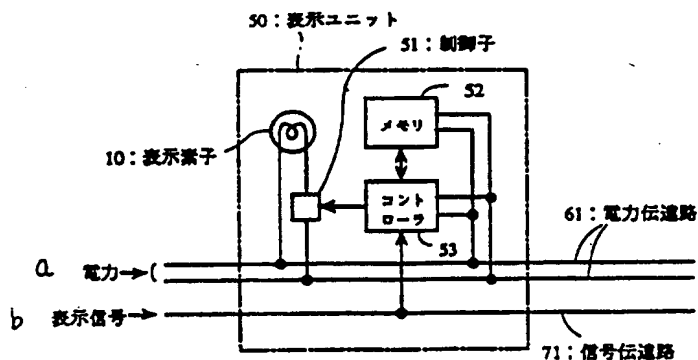 50:表示ユニット
51:制御子
52
メモリ
10:表示素子
コント
ローラ
53
61:電力伝達路
a 電力
b 表示信号
71:信号伝達路